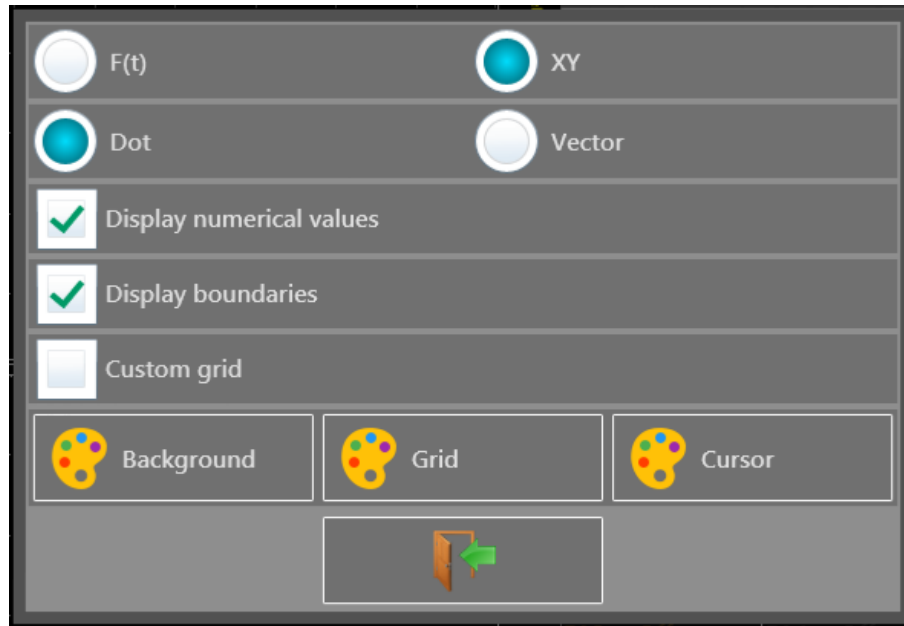 F(t)
XY
Dot
Vector
Display numerical values
Display boundaries
Custom grid
Background
Grid
Cursor